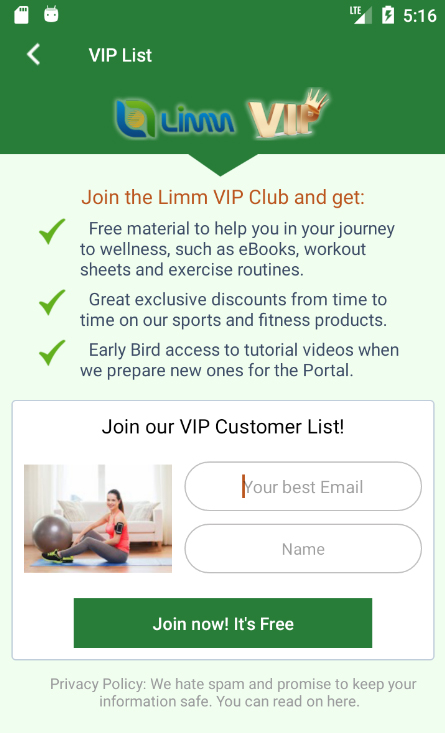 LTE 5:16
VIP List
Limm VIP
Join the Limm VIP Club and get:
Free material to help you in your journey
to wellness, such as eBooks, workout
sheets and exercise routines.
Great exclusive discounts from time to
time on our sports and fitness products.
Early Bird access to tutorial videos when
we prepare new ones for the Portal.
Join our VIP Customer List!
Your best Email
Name
Join now! It's Free
Privacy Policy: We hate spam and promise to keep your
information safe. You can read on here.